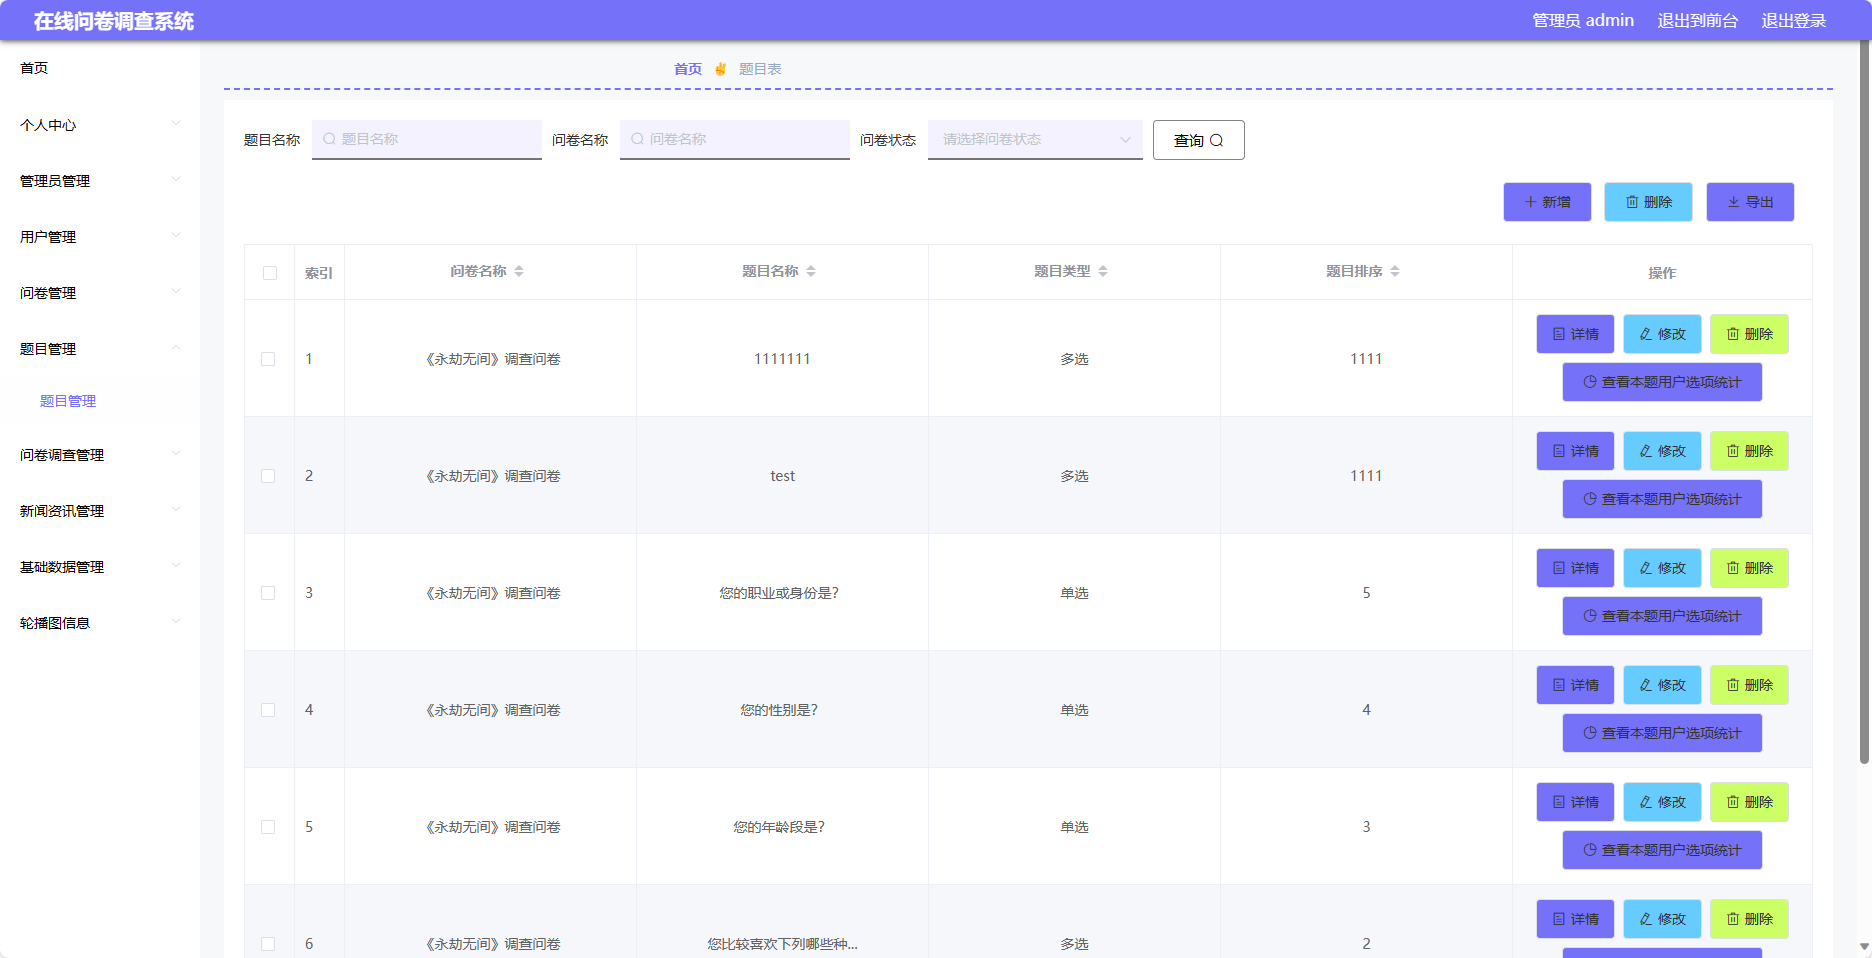 在线问卷调查系统
管理员 admin 退出到前台 退出登录
首页
个人中心
管理员管理
用户管理
问卷管理
题目管理
题目管理
问卷调查管理
新闻资讯管理
基础数据管理
轮播图信息
首页 题目表
题目名称 题目名称 问卷名称 问卷名称 问卷状态 请选择问卷状态 查询
新增 删除 导出
索引 问卷名称 题目名称 题目类型 题目排序 操作
1 《永劫无间》调查问卷 1111111 多选 1111 详情 修改 删除
查看本题用户选项统计
2 《永劫无间》调查问卷 test 多选 1111 详情 修改 删除
查看本题用户选项统计
3 《永劫无间》调查问卷 您的职业或身份是? 单选 5 详情 修改 删除
查看本题用户选项统计
4 《永劫无间》调查问卷 您的性别是? 单选 4 详情 修改 删除
查看本题用户选项统计
5 《永劫无间》调查问卷 您的年龄段是? 单选 3 详情 修改 删除
查看本题用户选项统计
6 《永劫无间》调查问卷 您比较喜欢下列哪些种... 多选 2 详情 修改 删除